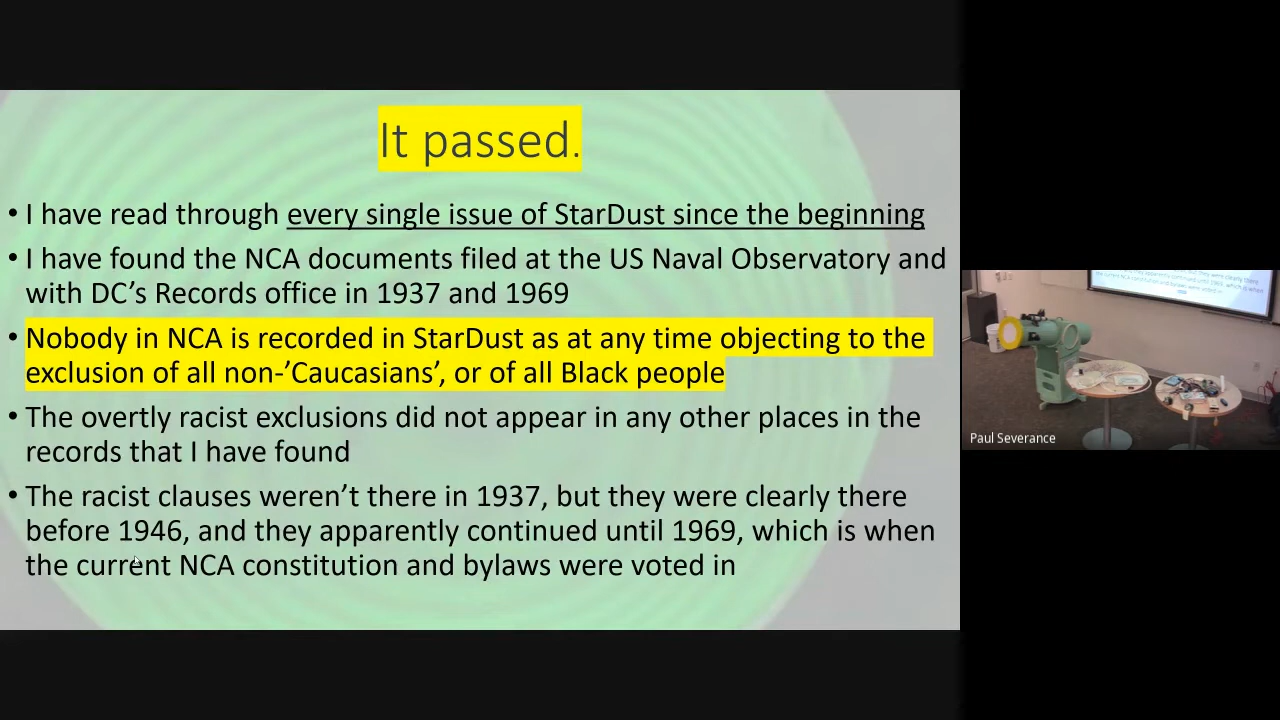 It passed.
• I have read through every single issue of StarDust since the beginning
• I have found the NCA documents filed at the US Naval Observatory and
with DC's Records office in 1937 and 1969
• Nobody in NCA is recorded in StarDust as at any time objecting to the
exclusion of all non-'Caucasians', or of all Black people
• The overtly racist exclusions did not appear in any other places in the
records that I have found
• The racist clauses weren't there in 1937, but they were clearly there
before 1946, and they apparently continued until 1969, which is when
the current NCA constitution and bylaws were voted in
Paul Severance